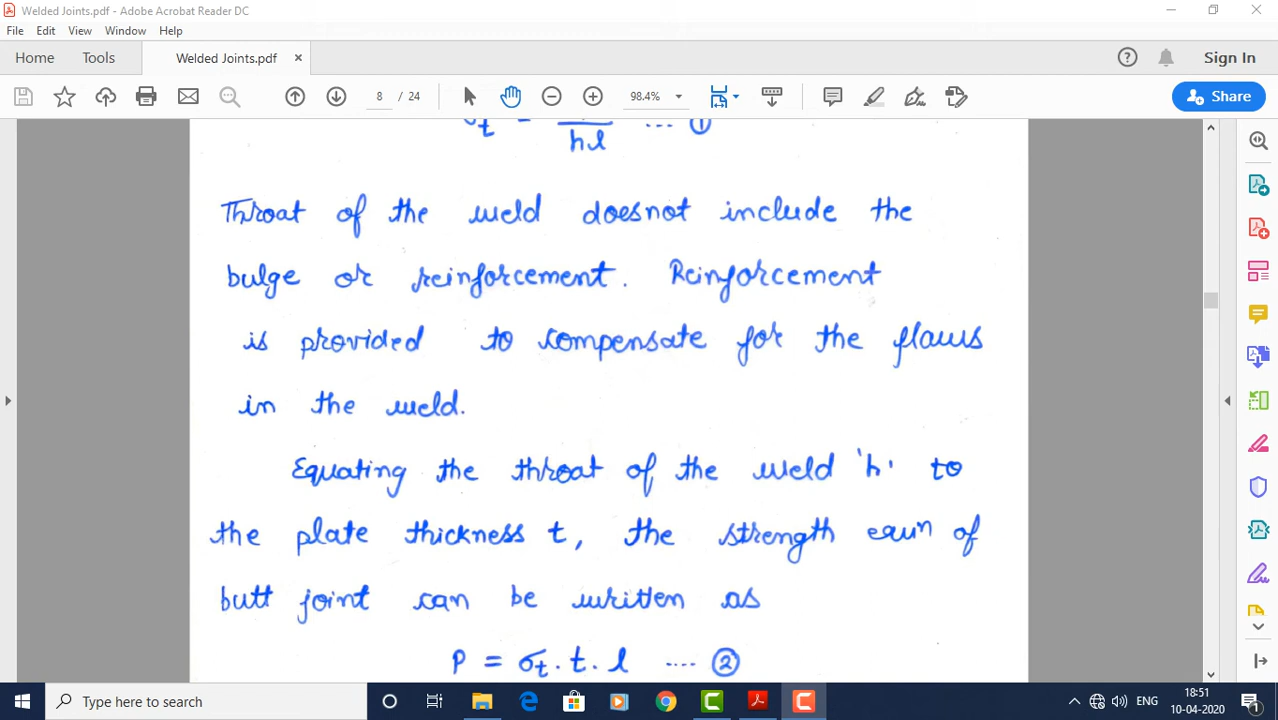 Welded Joints.pdf - Adobe Acrobat Reader DC
File Edit View Window Help
Home Tools Welded Joints.pdf × Sign In
8 / 24 98.4% Share
σt = hl .... ①
Throat of the weld doesnot include the
bulge or reinforcement. Reinforcement
is provided to compensate for the flaws
in the weld.
Equating the throat of the weld 'h' to
the plate thickness t, the strength equn of
butt joint can be written as
P = σt . t . l .... ②
Type here to search
ENG 18:51
10-04-2020